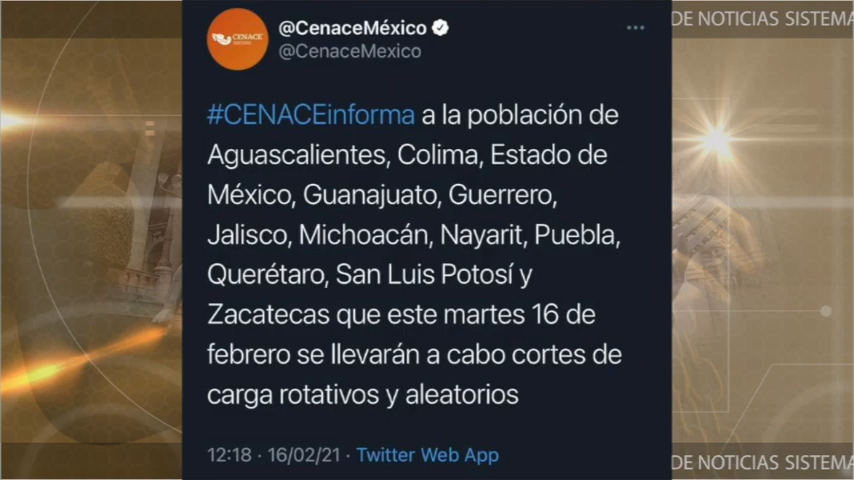 CENACE
@CenaceMéxico
@CenaceMexico
#CENACEinforma a la población de
Aguascalientes, Colima, Estado de
México, Guanajuato, Guerrero,
Jalisco, Michoacán, Nayarit, Puebla,
Querétaro, San Luis Potosí y
Zacatecas que este martes 16 de
febrero se llevarán a cabo cortes de
carga rotativos y aleatorios
12:18 · 16/02/21 · Twitter Web App
DE NOTICIAS SISTEMA
DE NOTICIAS SISTEMA